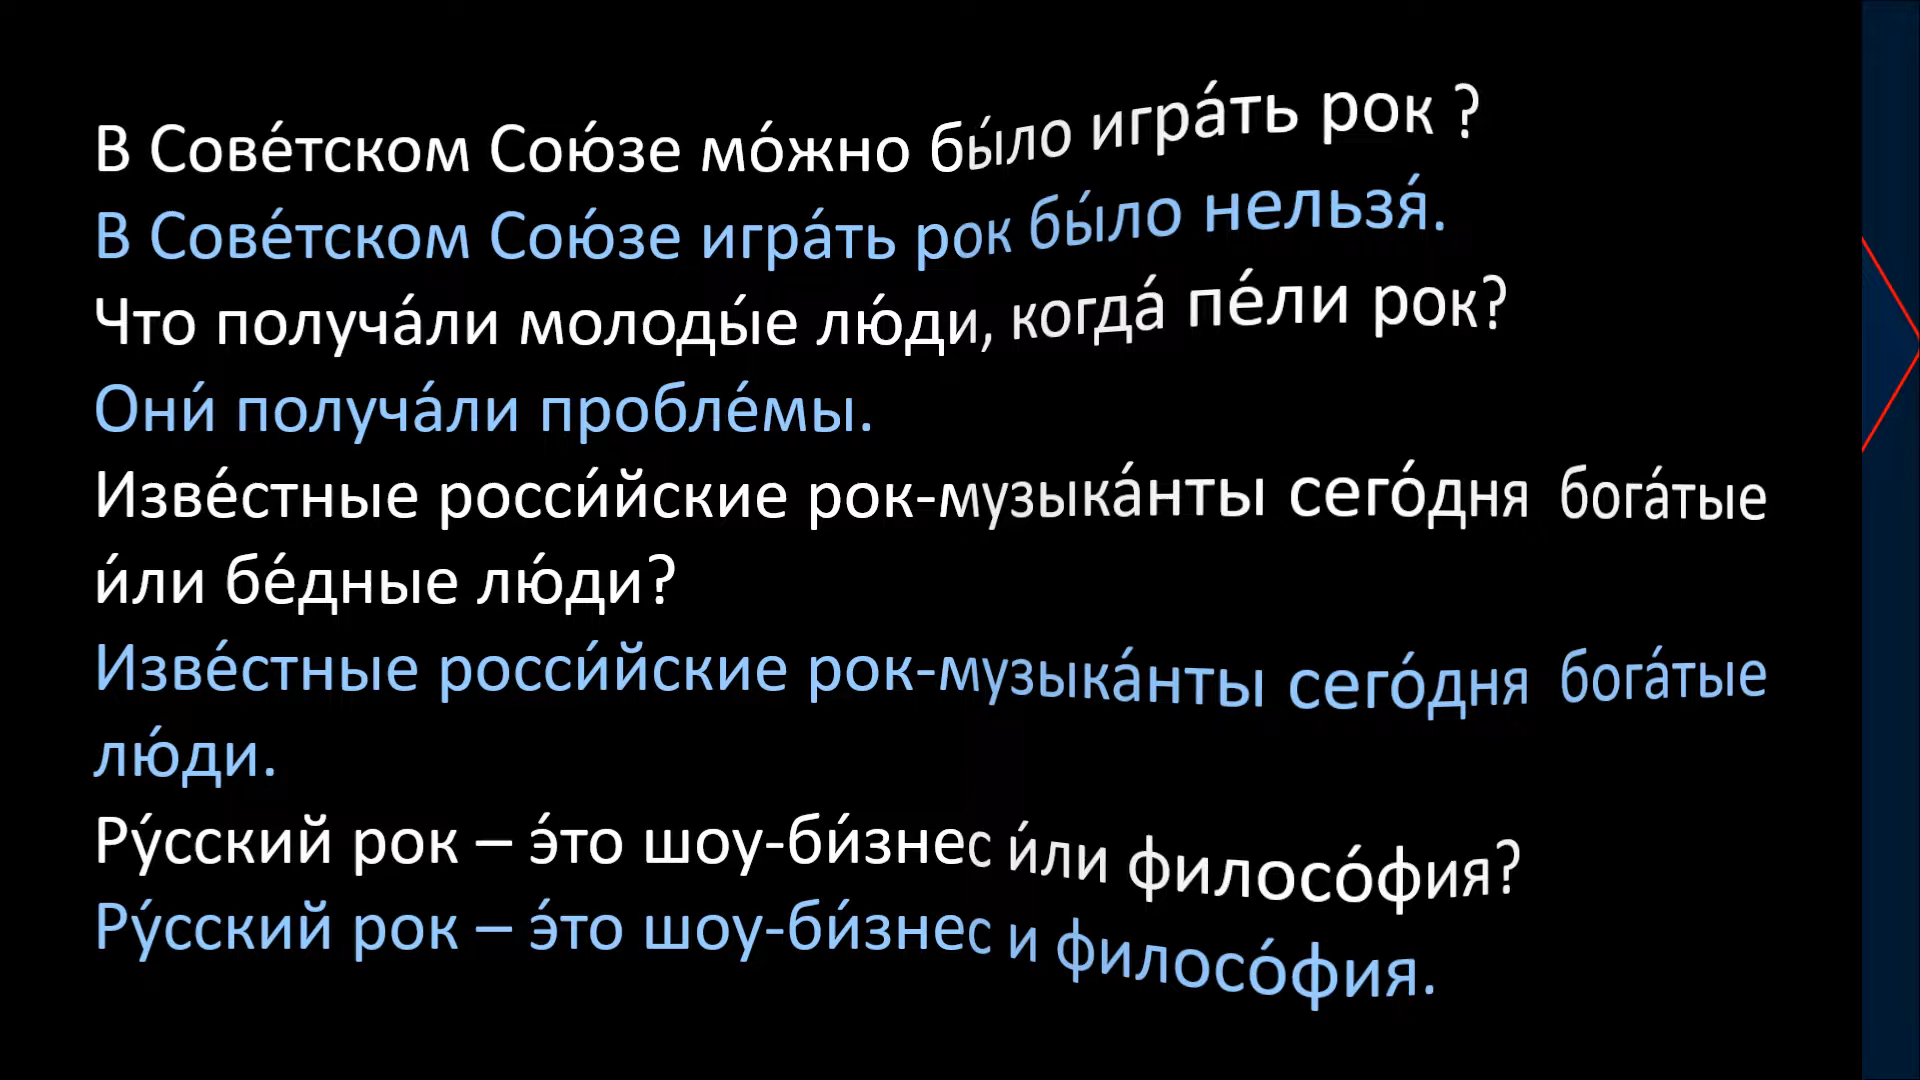 В Сове́тском Сою́зе мо́жно бы́ло игра́ть рок ?
В Сове́тском Сою́зе игра́ть рок бы́ло нельзя́.
Что получа́ли молоды́е лю́ди, когда́ пе́ли рок?
Они́ получа́ли пробле́мы.
Изве́стные росси́йские рок-музыка́нты сего́дня бога́тые
и́ли бе́дные лю́ди?
Изве́стные росси́йские рок-музыка́нты сего́дня бога́тые
лю́ди.
Ру́сский рок – э́то шоу-би́знес и́ли филосо́фия?
Ру́сский рок – э́то шоу-би́знес и филосо́фия.